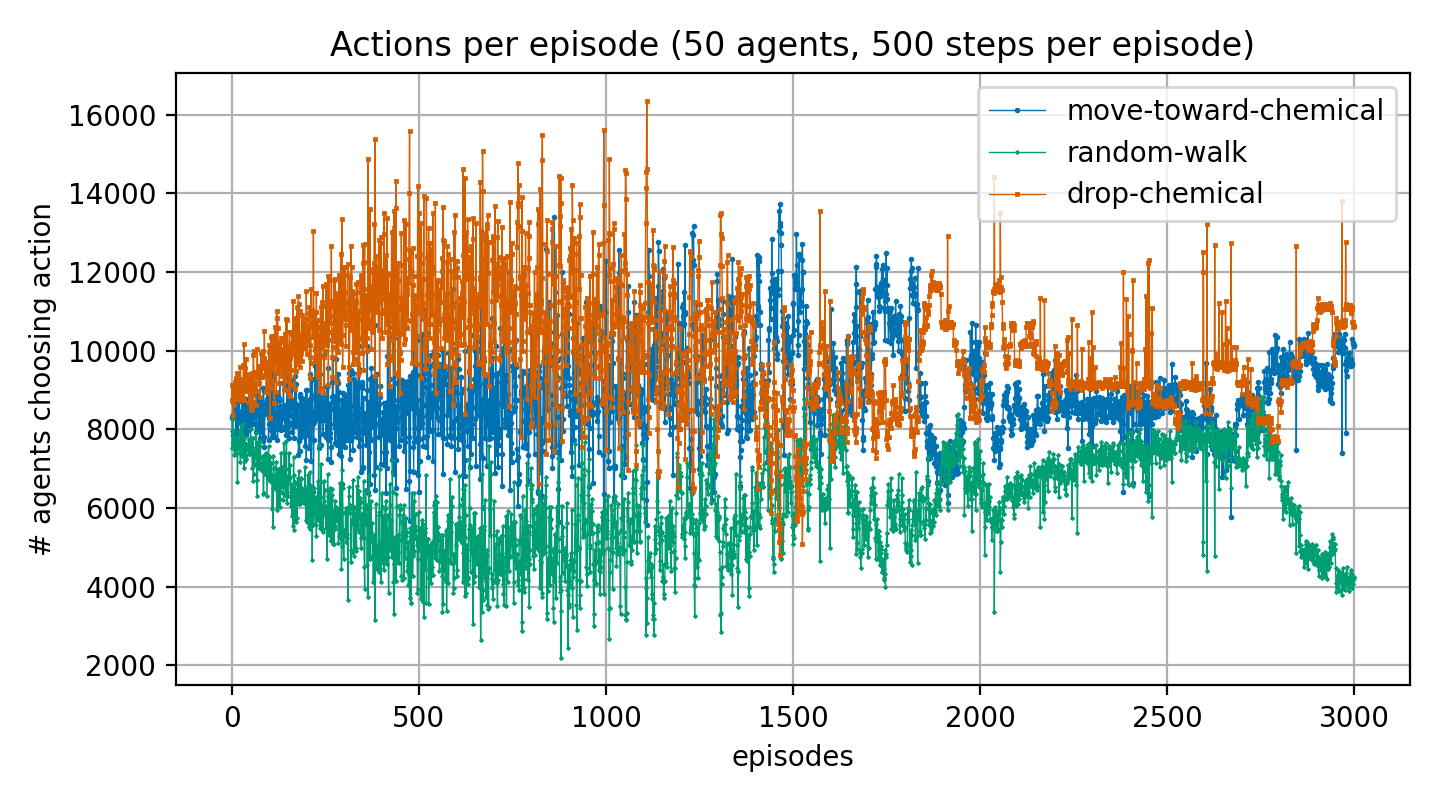 Actions per episode (50 agents, 500 steps per episode)
# agents choosing action
16000
14000
12000
10000
8000
6000
4000
2000
move-toward-chemical
random-walk
drop-chemical
0 500 1000 1500 2000 2500 3000
episodes